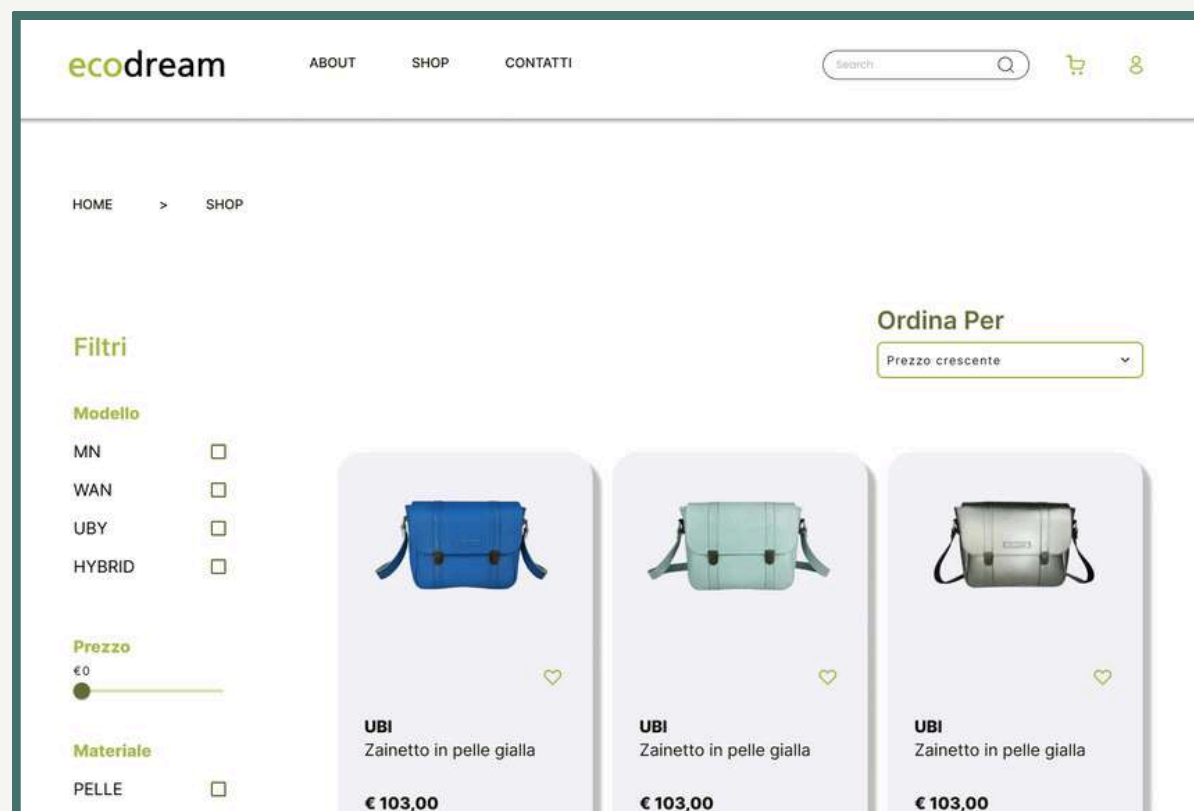 ecodream
ABOUT SHOP CONTATTI
Search
HOME > SHOP
Filtri
Modello
MN
WAN
UBY
HYBRID
Prezzo
€0
Materiale
PELLE
Ordina Per
Prezzo crescente
UBI
Zainetto in pelle gialla
€ 103,00
UBI
Zainetto in pelle gialla
€ 103,00
UBI
Zainetto in pelle gialla
€ 103,00